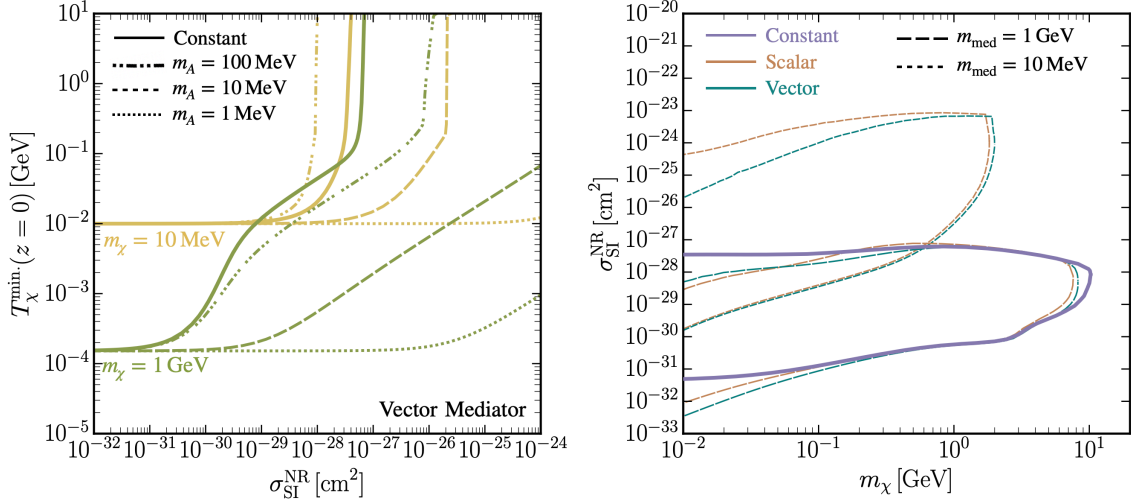 10^1
10^0
10^-1
10^-2
10^-3
10^-4
10^-5
T_χ^min.(z = 0) [GeV]
Constant
m_A = 100 MeV
m_A = 10 MeV
m_A = 1 MeV
m_χ = 10 MeV
m_χ = 1 GeV
Vector Mediator
10^-32 10^-31 10^-30 10^-29 10^-28 10^-27 10^-26 10^-25 10^-24
σ_SI^NR [cm^2]
10^-20
10^-21
10^-22
10^-23
10^-24
10^-25
10^-26
10^-27
10^-28
10^-29
10^-30
10^-31
10^-32
10^-33
σ_SI^NR [cm^2]
Constant
Scalar
Vector
m_med = 1 GeV
m_med = 10 MeV
10^-2 10^-1 10^0 10^1
m_χ [GeV]